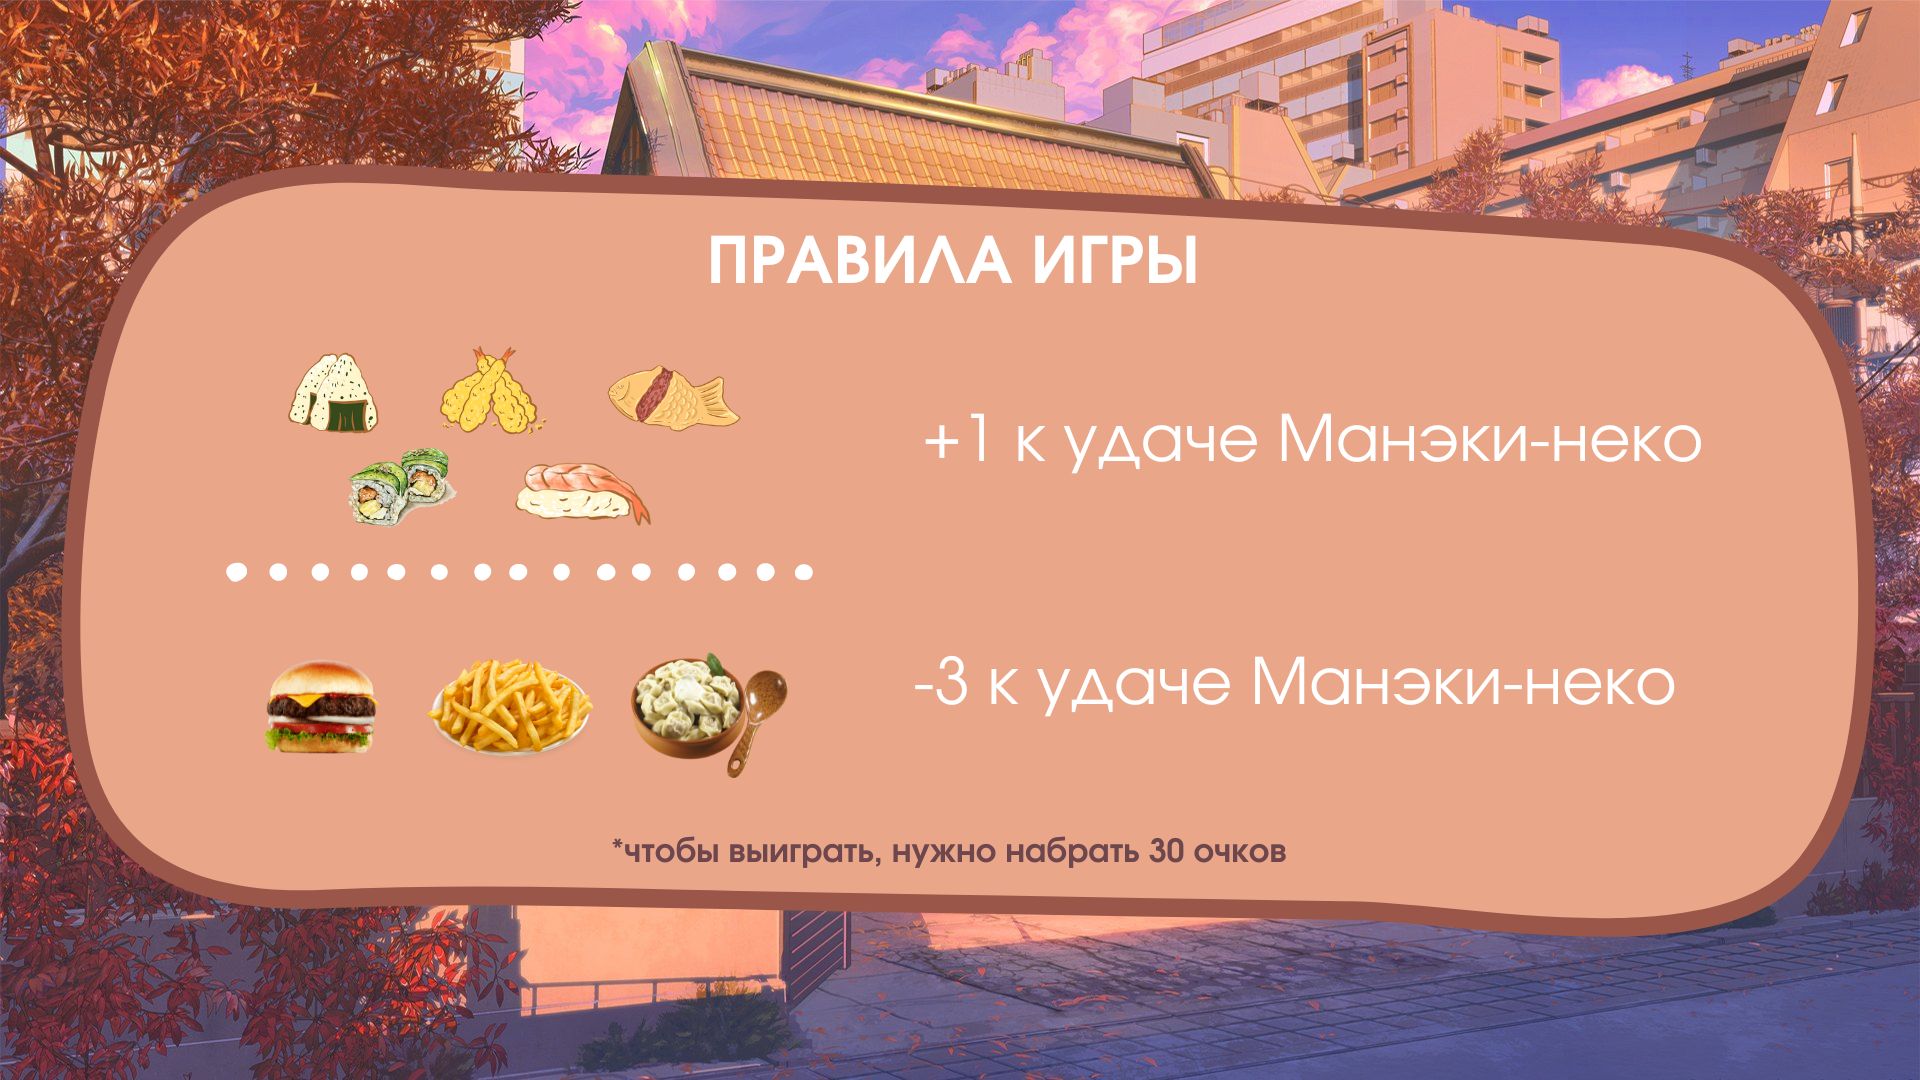 ПРАВИЛА ИГРЫ
+1 к удаче Манэки-неко
-3 к удаче Манэки-неко
*чтобы выиграть, нужно набрать 30 очков